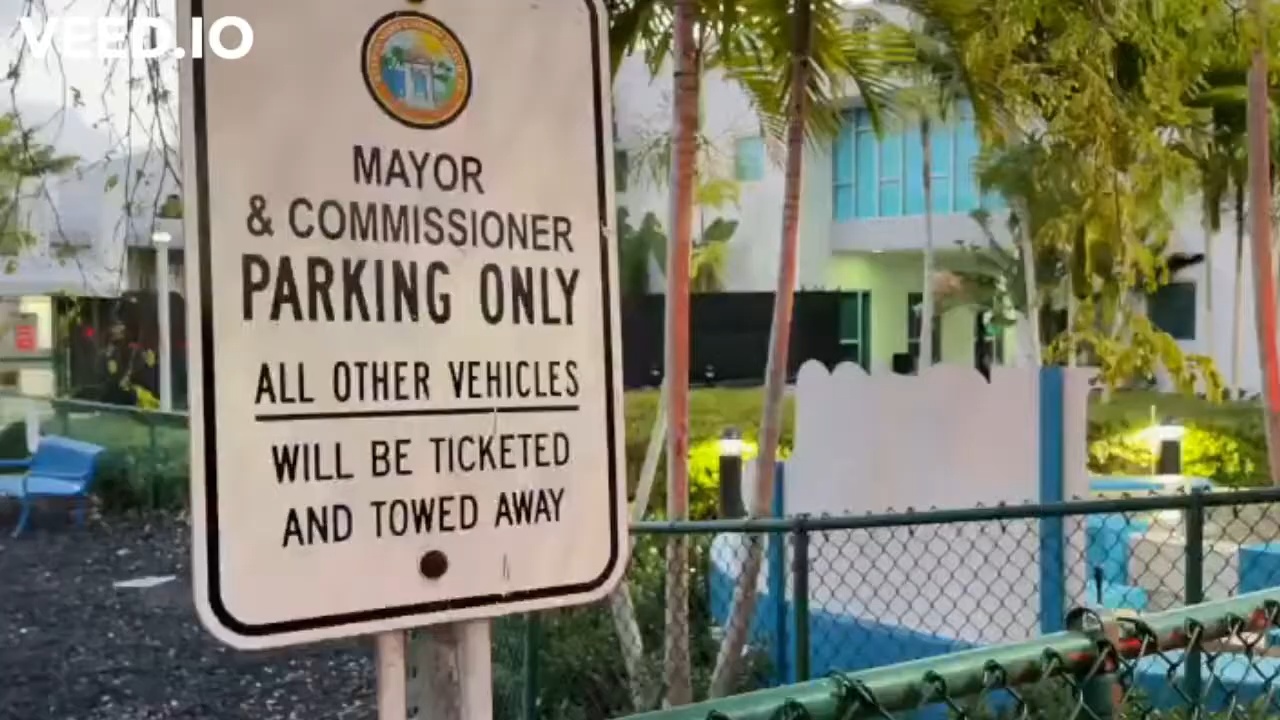 VEED.IO
MAYOR
& COMMISSIONER
PARKING ONLY
ALL OTHER VEHICLES
WILL BE TICKETED
AND TOWED AWAY